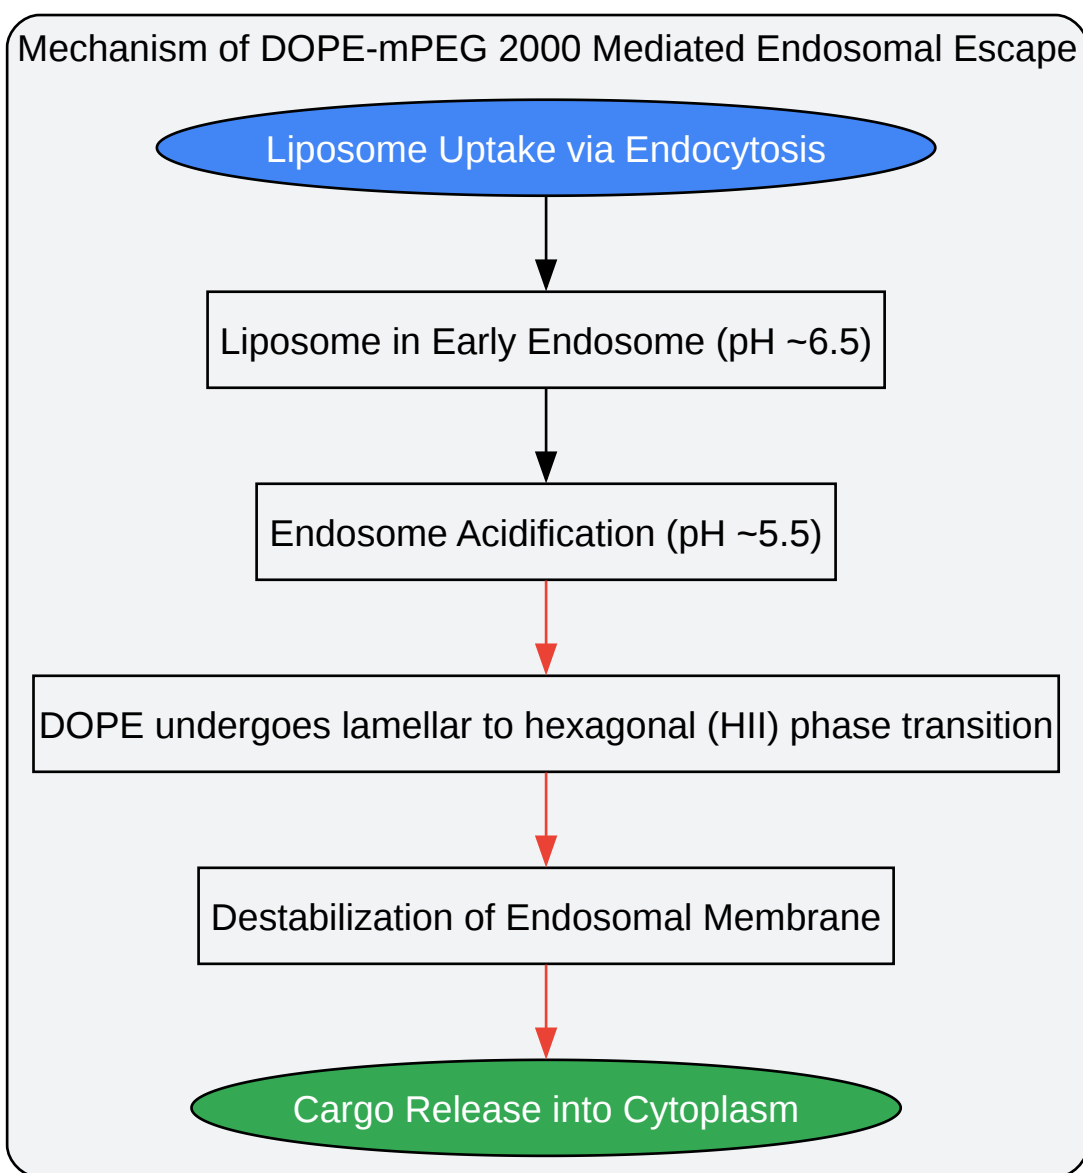 Mechanism of DOPE-mPEG 2000 Mediated Endosomal Escape
Liposome Uptake via Endocytosis
Liposome in Early Endosome (pH ~6.5)
Endosome Acidification (pH ~5.5)
DOPE undergoes lamellar to hexagonal (HII) phase transition
Destabilization of Endosomal Membrane
Cargo Release into Cytoplasm